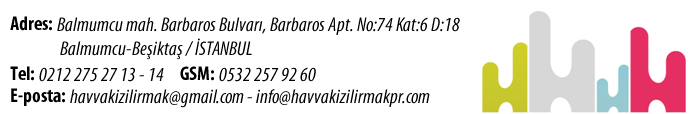 Adres: Balmumcu mah. Barbaros Bulvarı, Barbaros Apt. No:74 Kat:6 D:18
Balmumcu-Beşiktaş / İSTANBUL
Tel: 0212 275 27 13 - 14 GSM: 0532 257 92 60
E-posta: havvakizilirmak@gmail.com - info@havvakizilirmakpr.com